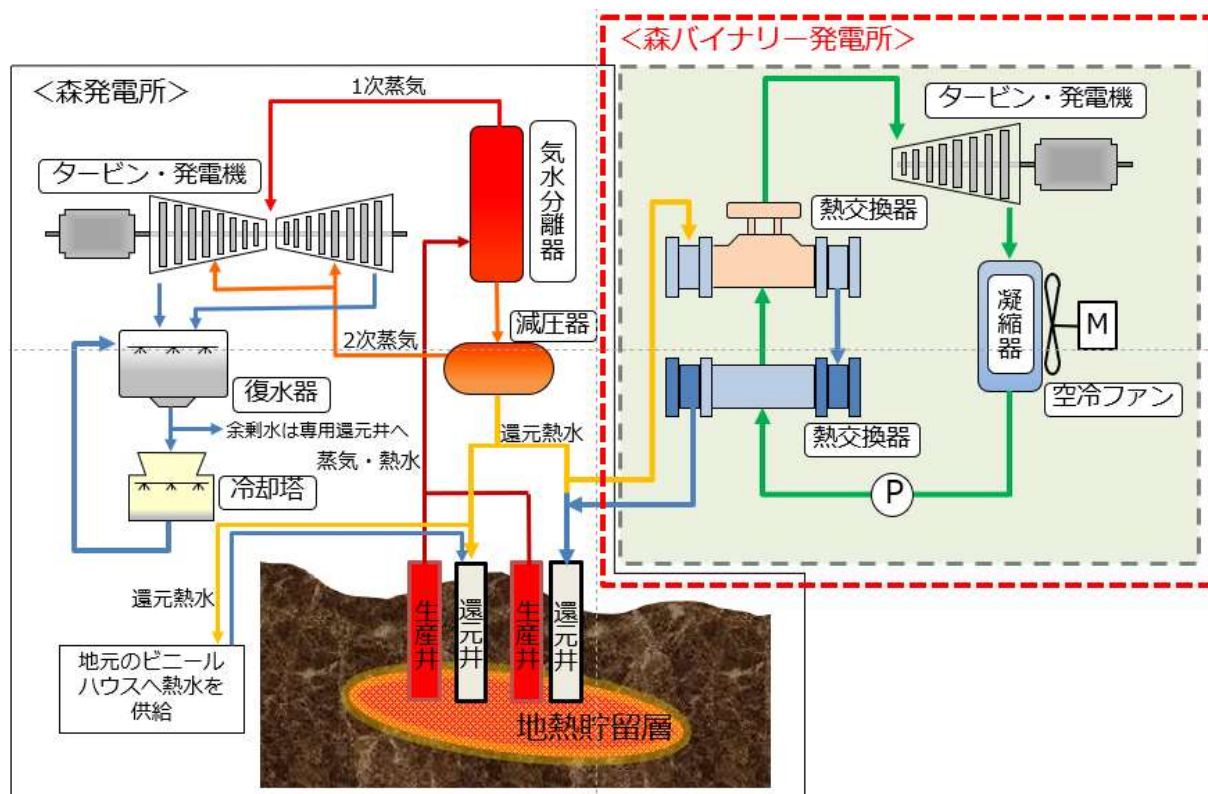 ＜森バイナリー発電所＞
＜森発電所＞
1次蒸気
タービン・発電機
気水分離器
タービン・発電機
熱交換器
減圧器
2次蒸気
凝縮器
M
復水器
空冷ファン
余剰水は専用還元井へ
還元熱水
熱交換器
蒸気・熱水
冷却塔
P
還元熱水
生産井
還元井
生産井
還元井
地元のビニール
ハウスへ熱水を
供給
地熱貯留層